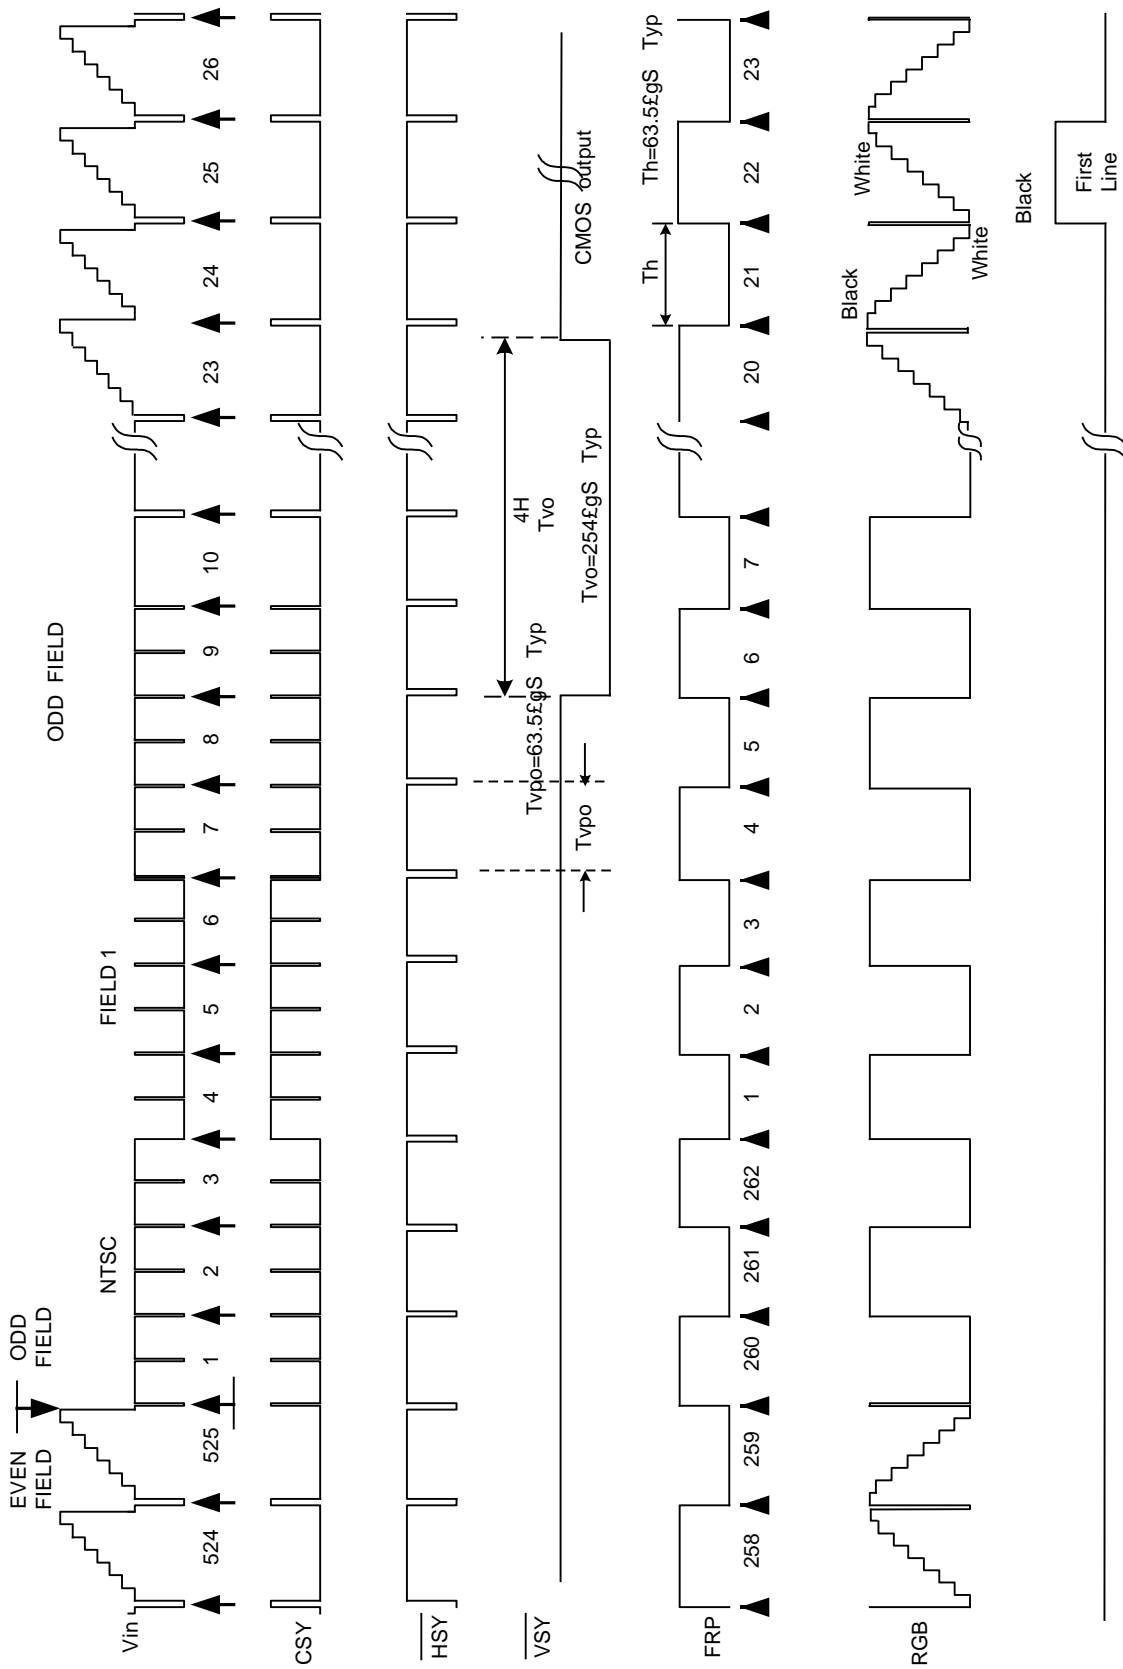 EVEN FIELD
ODD FIELD
NTSC
FIELD 1
ODD FIELD
Vin
524 525 1 2 3 4 5 6 7 8 9 10 23 24 25 26
CSY
HSY
VSY
Tvpo
Tvpo=63.5£gS Typ
4H
Tvo
Tvo=254£gS Typ
CMOS output
Th
Th=63.5£gS Typ
FRP
258 259 260 261 262 1 2 3 4 5 6 7 20 21 22 23
RGB
Black
White
White
Black
First
Line